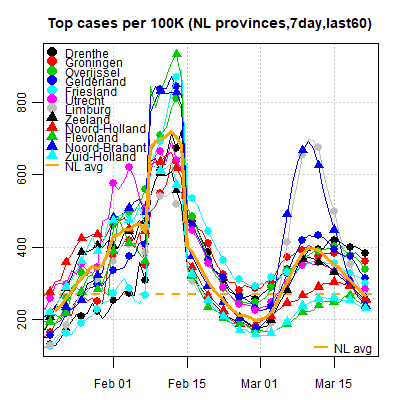 Top cases per 100K (NL provinces,7day,last60)
Drenthe
Groningen
Overijssel
Gelderland
Friesland
Utrecht
Limburg
Zeeland
Noord-Holland
Flevoland
Noord-Brabant
Zuid-Holland
NL avg
800
600
400
200
NL avg
Feb 01
Feb 15
Mar 01
Mar 15